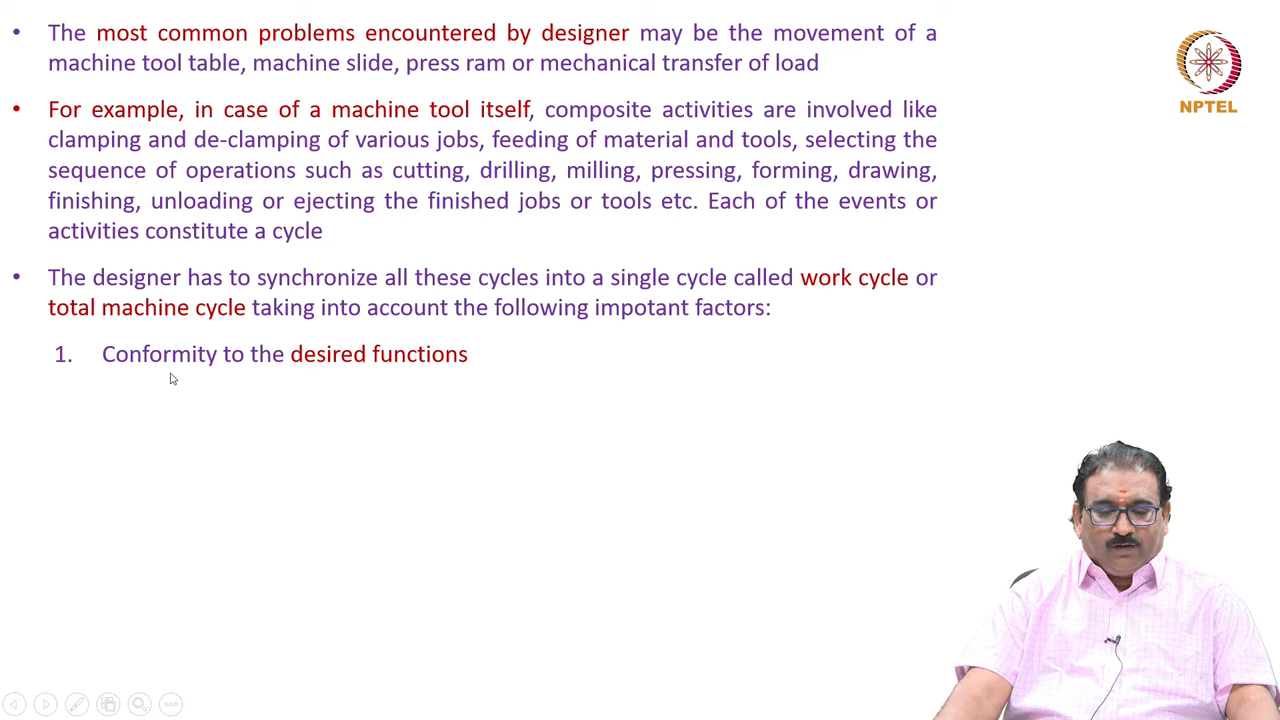 • The most common problems encountered by designer may be the movement of a
machine tool table, machine slide, press ram or mechanical transfer of load
• For example, in case of a machine tool itself, composite activities are involved like
clamping and de-clamping of various jobs, feeding of material and tools, selecting the
sequence of operations such as cutting, drilling, milling, pressing, forming, drawing,
finishing, unloading or ejecting the finished jobs or tools etc. Each of the events or
activities constitute a cycle
• The designer has to synchronize all these cycles into a single cycle called work cycle or
total machine cycle taking into account the following impotant factors:
1. Conformity to the desired functions
NPTEL